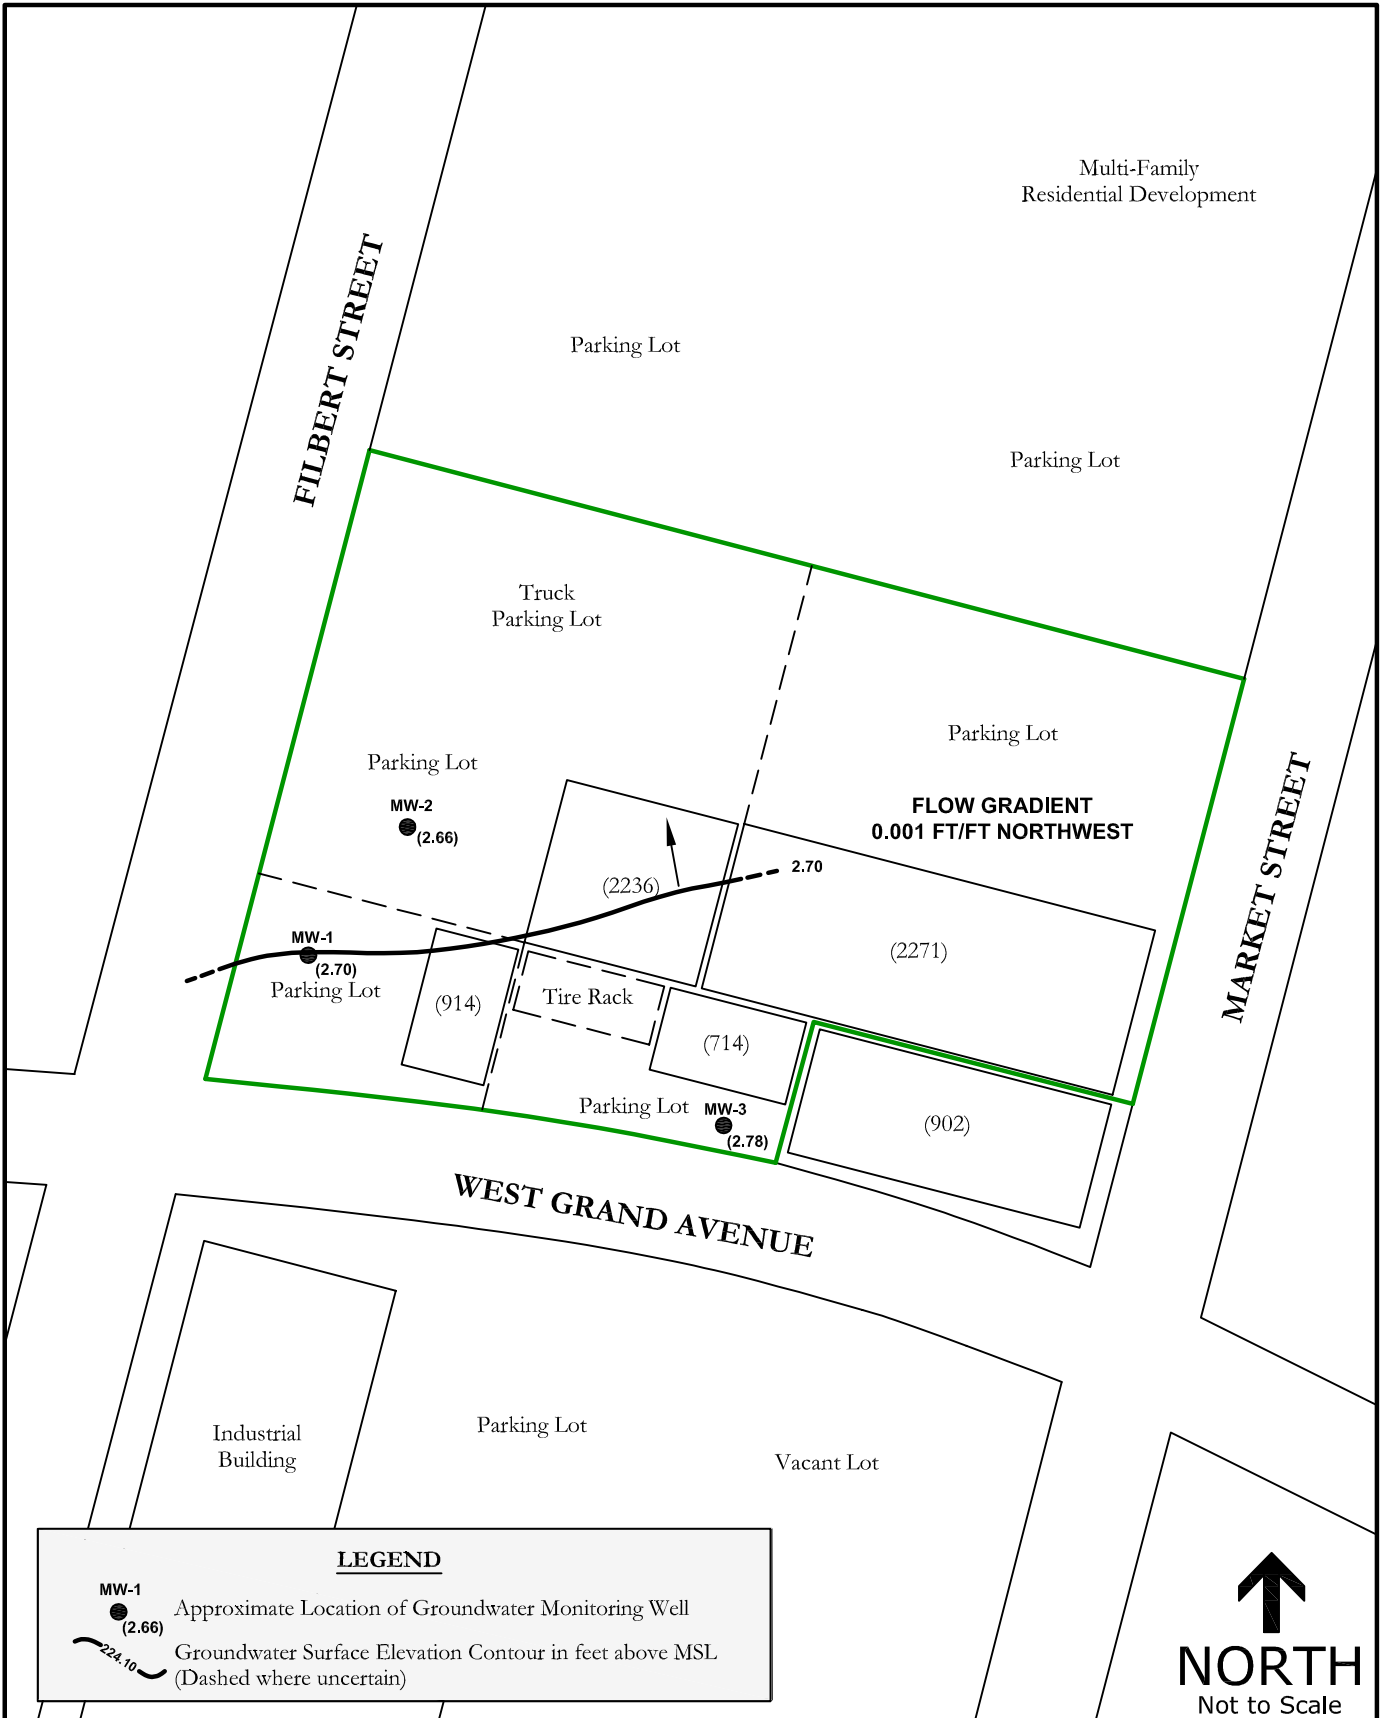 Multi-Family
Residential Development
FILBERT STREET
Parking Lot
Parking Lot
Truck
Parking Lot
Parking Lot
Parking Lot
MW-2
(2.66)
FLOW GRADIENT
0.001 FT/FT NORTHWEST
MARKET STREET
2.70
(2236)
MW-1
(2.70)
Parking Lot
(2271)
(914)
Tire Rack
(714)
Parking Lot
MW-3
(2.78)
(902)
WEST GRAND AVENUE
Industrial
Building
Parking Lot
Vacant Lot
LEGEND
MW-1
(2.66)
Approximate Location of Groundwater Monitoring Well
224.10
Groundwater Surface Elevation Contour in feet above MSL
(Dashed where uncertain)
NORTH
Not to Scale